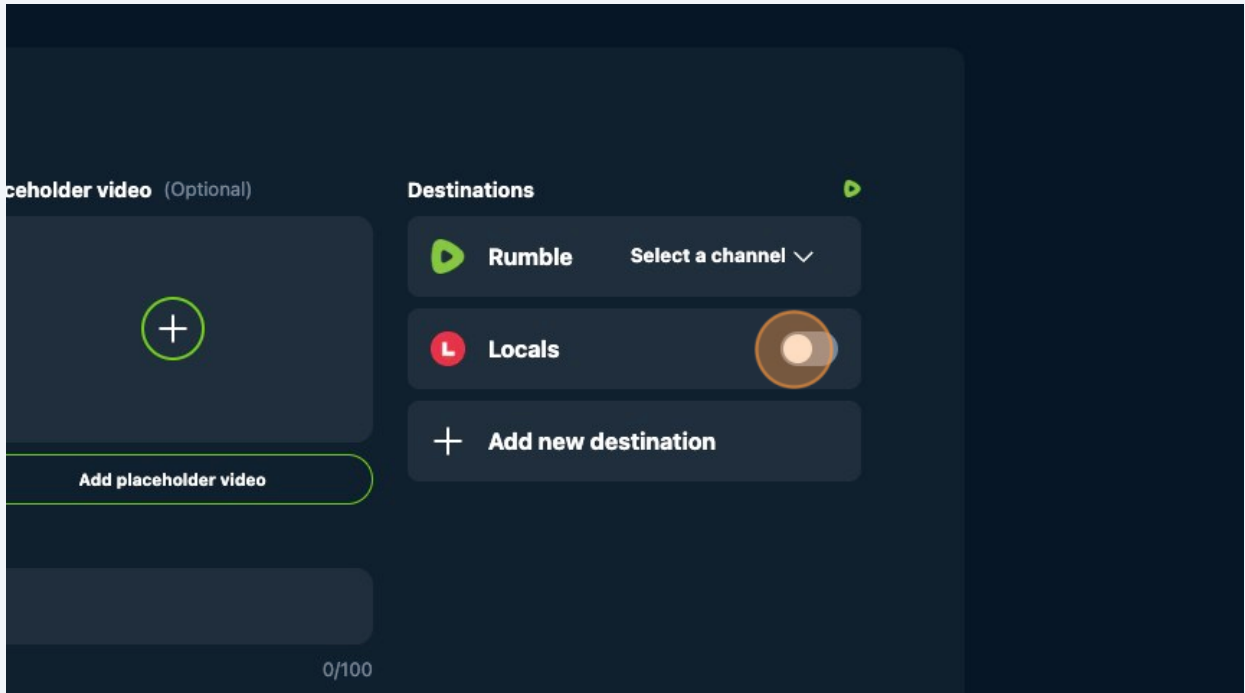 ceholder video (Optional)
Add placeholder video
0/100
Destinations
Rumble Select a channel
L Locals
Add new destination